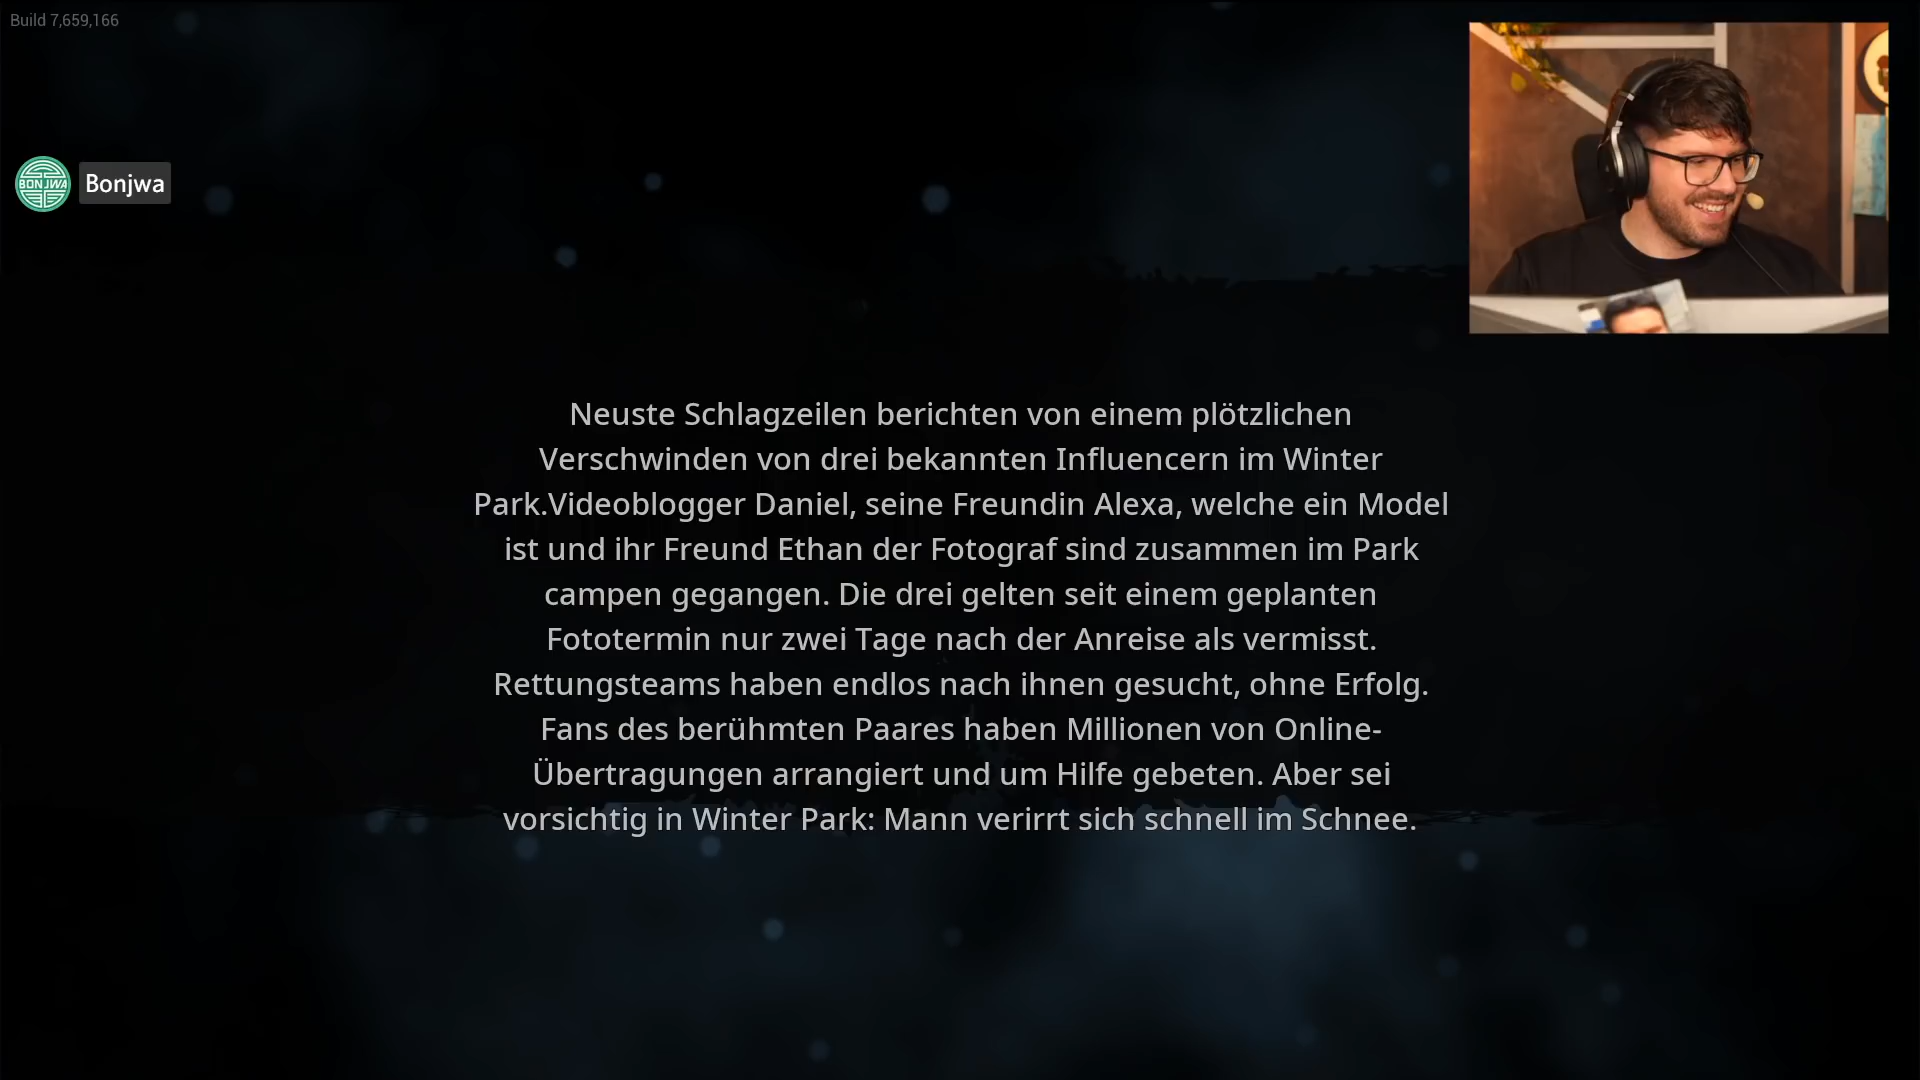 Build 7,659,166
BONJWA
Bonjwa
Neuste Schlagzeilen berichten von einem plötzlichen
Verschwinden von drei bekannten Influencern im Winter
Park.Videoblogger Daniel, seine Freundin Alexa, welche ein Model
ist und ihr Freund Ethan der Fotograf sind zusammen im Park
campen gegangen. Die drei gelten seit einem geplanten
Fototermin nur zwei Tage nach der Anreise als vermisst.
Rettungsteams haben endlos nach ihnen gesucht, ohne Erfolg.
Fans des berühmten Paares haben Millionen von Online-
Übertragungen arrangiert und um Hilfe gebeten. Aber sei
vorsichtig in Winter Park: Mann verirrt sich schnell im Schnee.